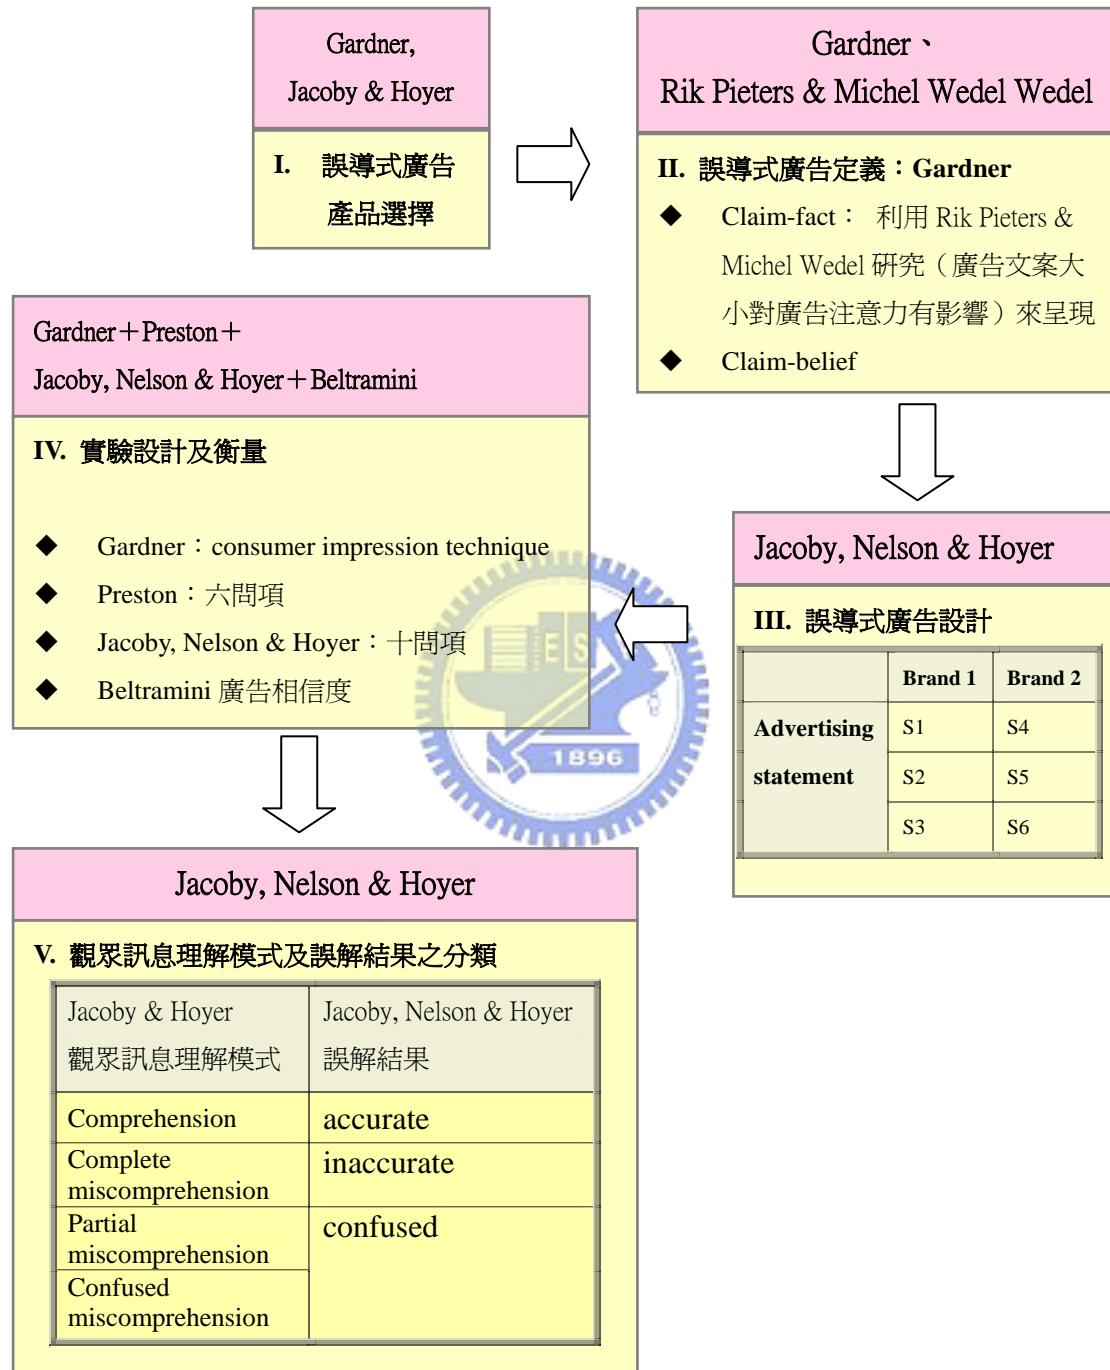 Gardner,
Jacoby & Hoyer
I. 誤導式廣告
產品選擇
Gardner、
Rik Pieters & Michel Wedel Wedel
II. 誤導式廣告定義：Gardner
◆ Claim-fact： 利用 Rik Pieters &
Michel Wedel 研究（廣告文案大
小對廣告注意力有影響）來呈現
◆ Claim-belief
Jacoby, Nelson & Hoyer
III. 誤導式廣告設計
Brand 1 Brand 2
Advertising S1 S4
statement S2 S5
S3 S6
Gardner＋Preston＋
Jacoby, Nelson & Hoyer＋Beltramini
IV. 實驗設計及衡量
◆ Gardner：consumer impression technique
◆ Preston：六問項
◆ Jacoby, Nelson & Hoyer：十問項
◆ Beltramini 廣告相信度
ES
1896
Jacoby, Nelson & Hoyer
V. 觀眾訊息理解模式及誤解結果之分類
Jacoby & Hoyer Jacoby, Nelson & Hoyer
觀眾訊息理解模式 誤解結果
Comprehension accurate
Complete inaccurate
miscomprehension
Partial confused
miscomprehension
Confused
miscomprehension